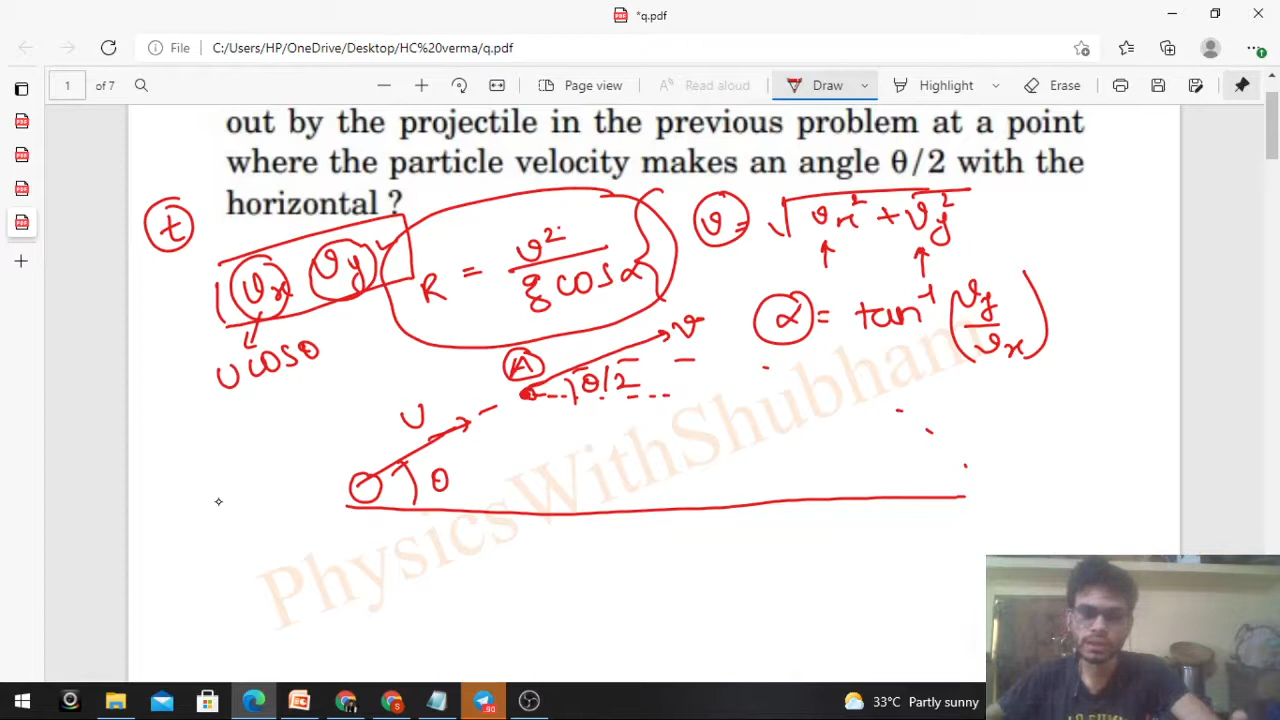 *q.pdf
File C:/Users/HP/OneDrive/Desktop/HC%20verma/q.pdf
1 of 7 Page view Read aloud Draw Highlight Erase
out by the projectile in the previous problem at a point
where the particle velocity makes an angle θ/2 with the
horizontal ?
t
vx vy
R = v²/g cosα
v = √vx² + vy²
α = tan⁻¹(vy/vx)
u cosθ
A v
θ/2
u
θ
PhysicsWithShubham
33°C Partly sunny